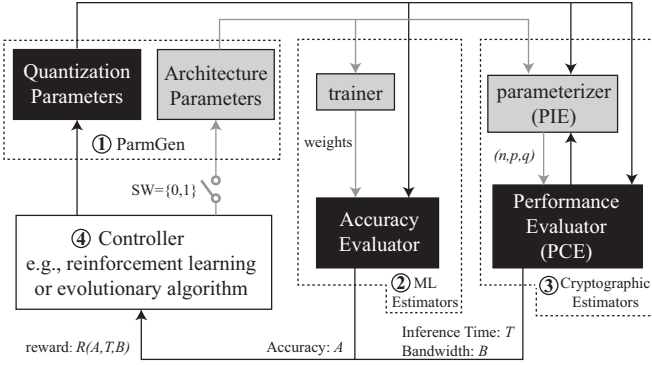 Quantization
Parameters
Architecture
Parameters
① ParmGen
SW={0,1}
④ Controller
e.g., reinforcement learning
or evolutionary algorithm
reward: R(A,T,B)
trainer
weights
Accuracy
Evaluator
② ML
Estimators
Accuracy: A
parameterizer
(PIE)
(n,p,q)
Performance
Evaluator
(PCE)
③ Cryptographic
Estimators
Inference Time: T
Bandwidth: B